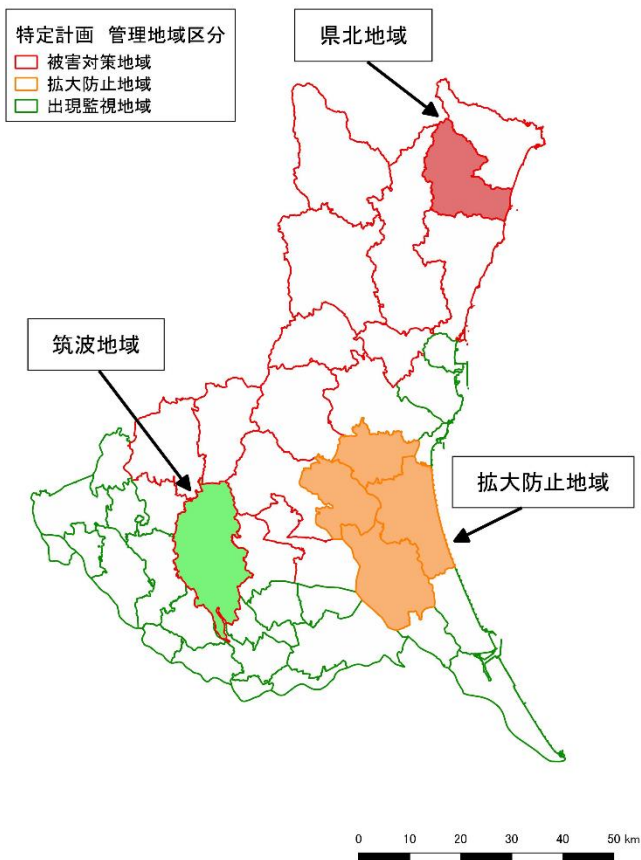 特定計画 管理地域区分
被害対策地域
拡大防止地域
出現監視地域
県北地域
筑波地域
拡大防止地域
0 10 20 30 40 50 km